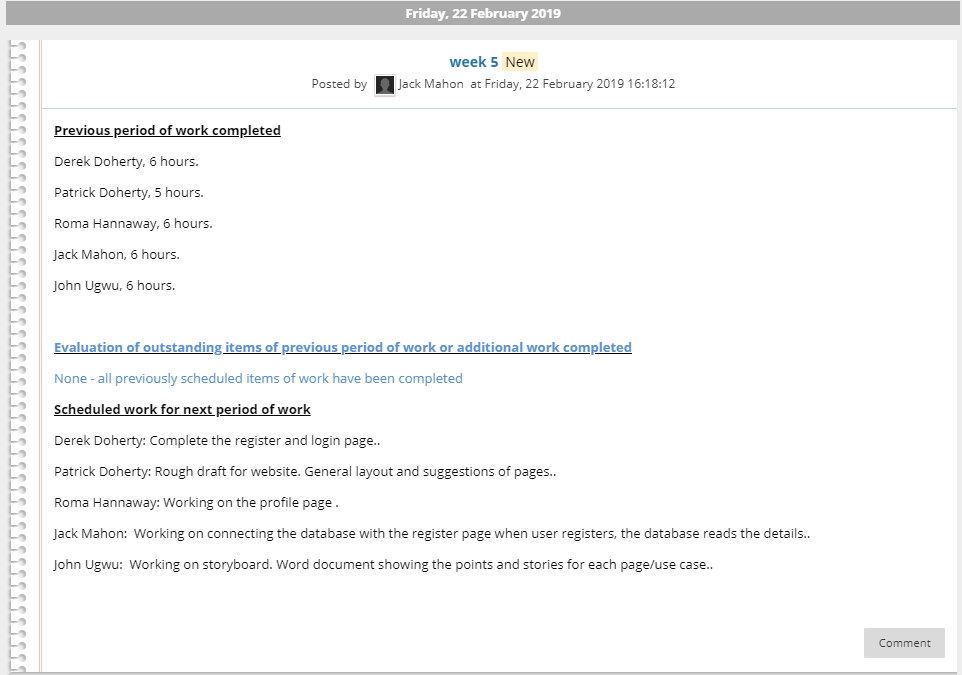 Friday, 22 February 2019
week 5 New
Posted by Jack Mahon at Friday, 22 February 2019 16:18:12
Previous period of work completed
Derek Doherty, 6 hours.
Patrick Doherty, 5 hours.
Roma Hannaway, 6 hours.
Jack Mahon, 6 hours.
John Ugwu, 6 hours.
Evaluation of outstanding items of previous period of work or additional work completed
None - all previously scheduled items of work have been completed
Scheduled work for next period of work
Derek Doherty: Complete the register and login page..
Patrick Doherty: Rough draft for website. General layout and suggestions of pages..
Roma Hannaway: Working on the profile page .
Jack Mahon:  Working on connecting the database with the register page when user registers, the database reads the details..
John Ugwu:  Working on storyboard. Word document showing the points and stories for each page/use case..
Comment